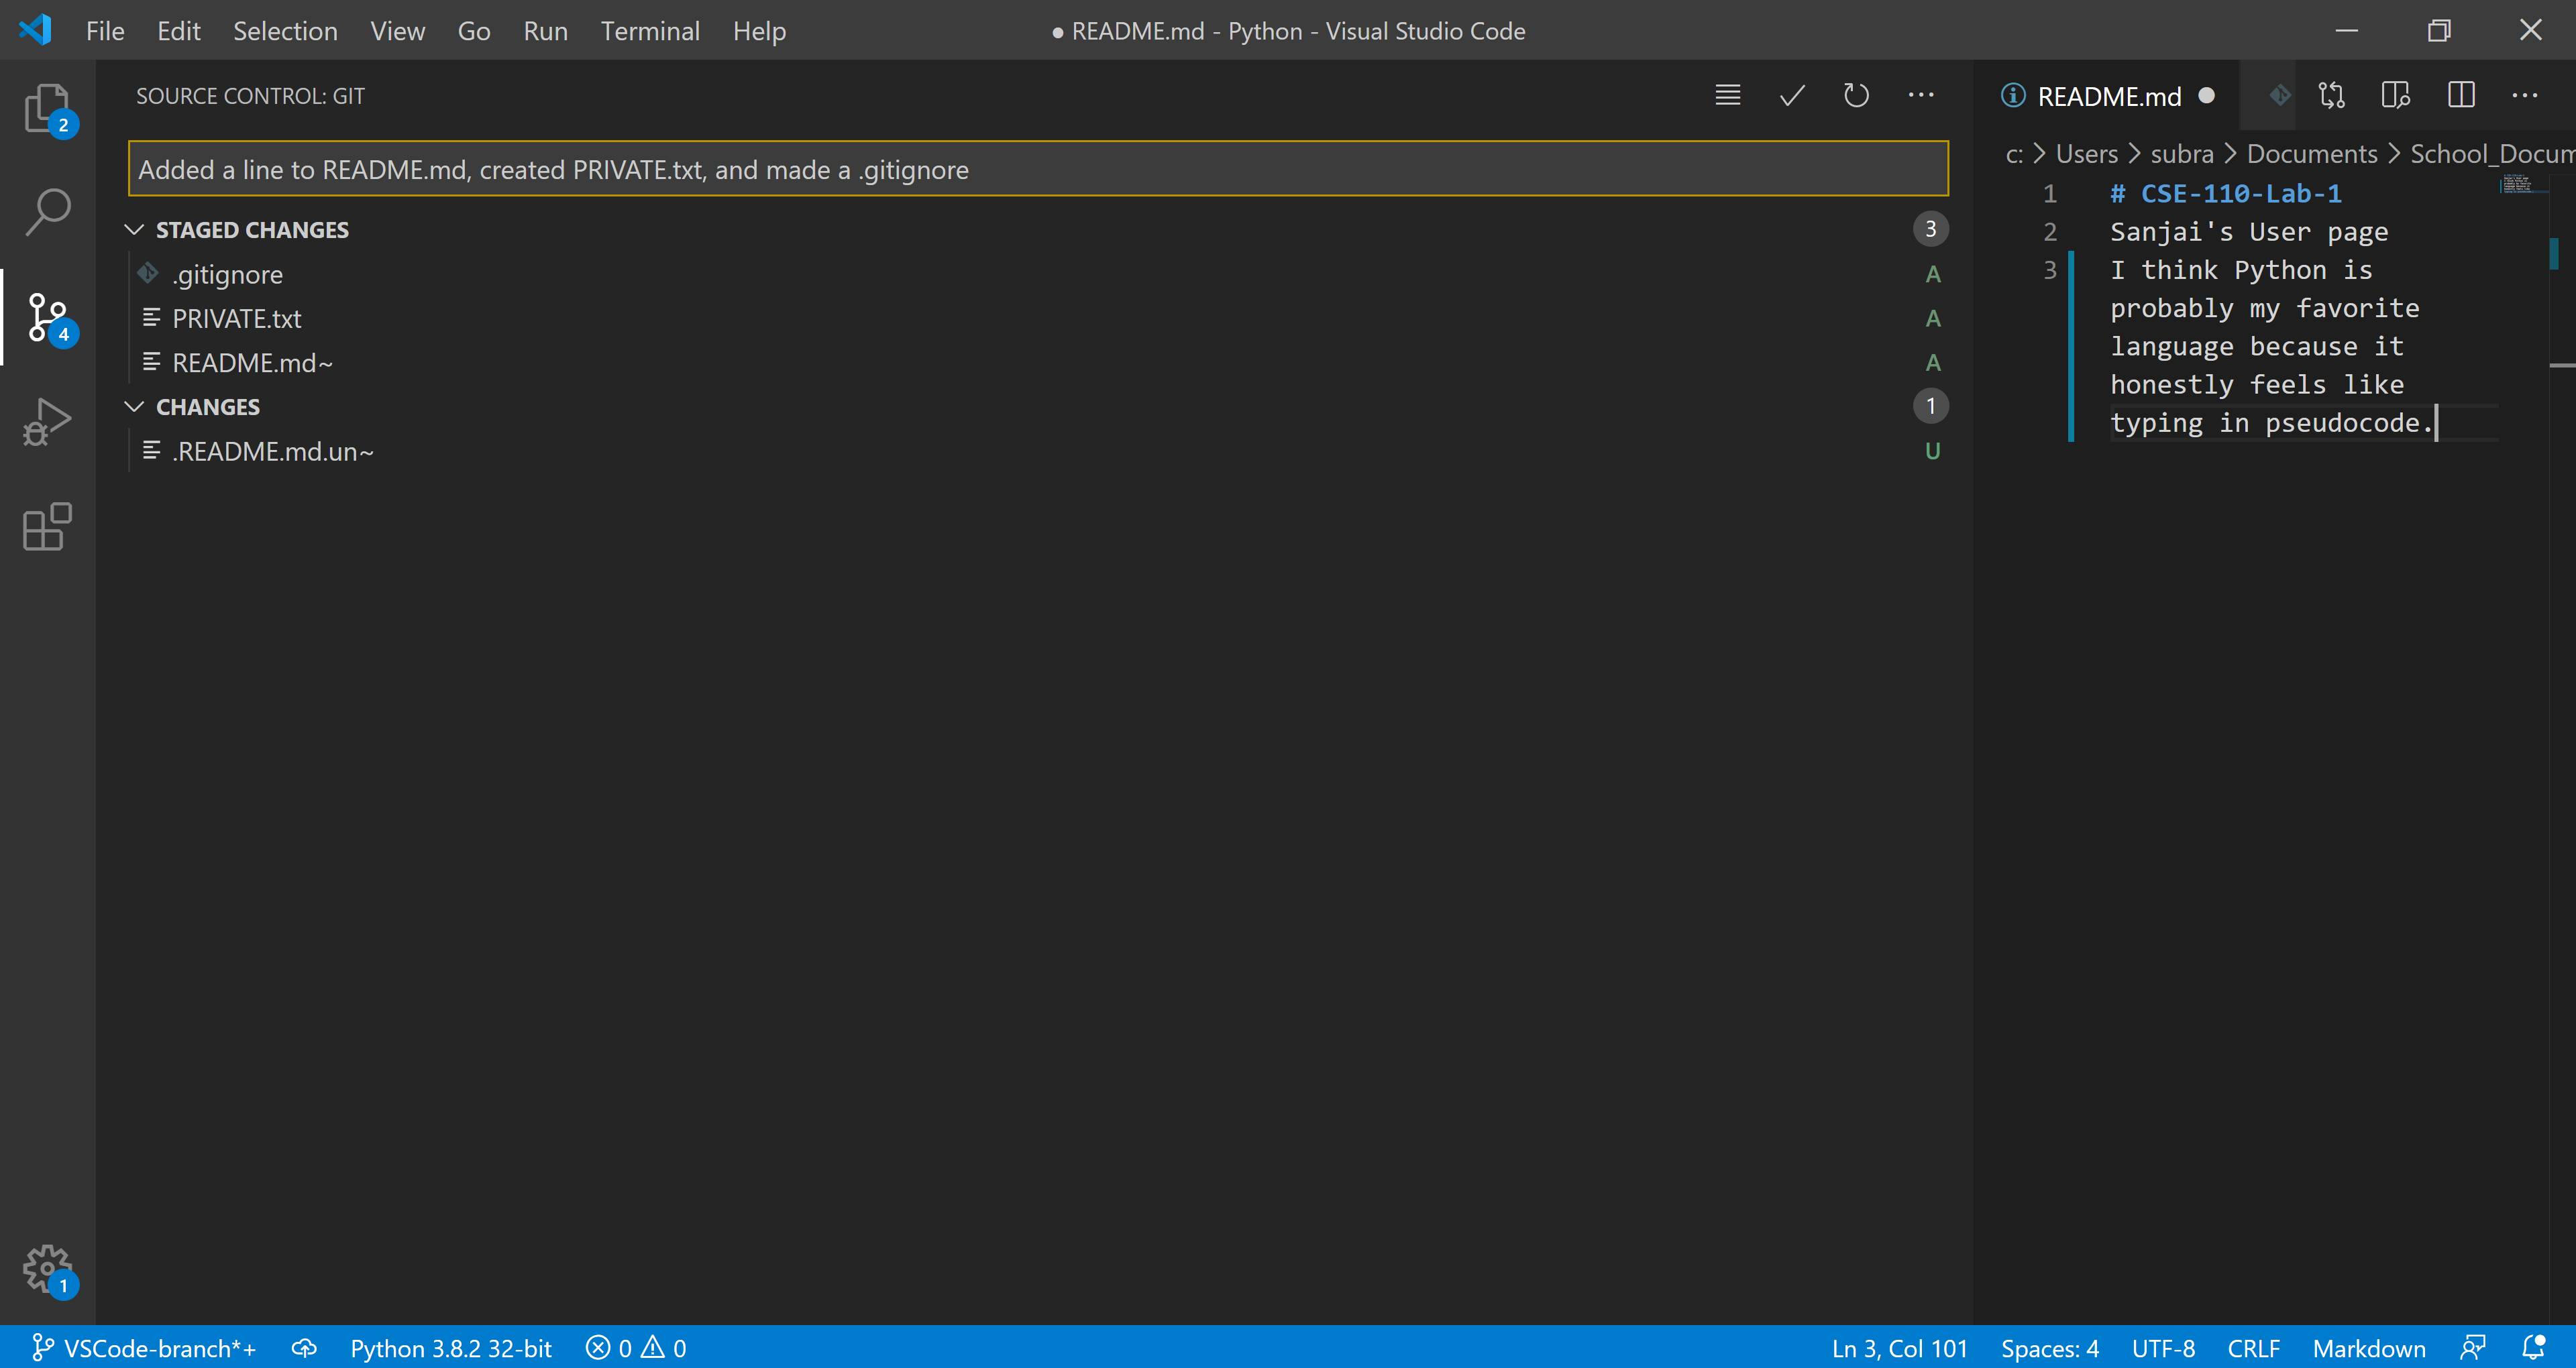 File Edit Selection View Go Run Terminal Help
● README.md - Python - Visual Studio Code
2
4
1
SOURCE CONTROL: GIT
Added a line to README.md, created PRIVATE.txt, and made a .gitignore
STAGED CHANGES 3
.gitignore A
PRIVATE.txt A
README.md~ A
CHANGES 1
.README.md.un~ U
README.md ●
c: > Users > subra > Documents > School_Docum
1 # CSE-110-Lab-1
2 Sanjai's User page
3 I think Python is
probably my favorite
language because it
honestly feels like
typing in pseudocode.
VSCode-branch*+ Python 3.8.2 32-bit 0 0 Ln 3, Col 101 Spaces: 4 UTF-8 CRLF Markdown